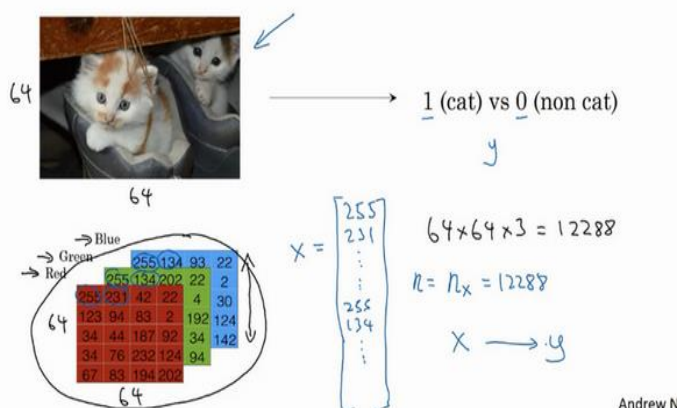 64
64
1 (cat) vs 0 (non cat)
y
→ Blue
→ Green
→ Red
255 134 93 22
255 134 202 22 2
255 231 42 22 4 30
123 94 83 2 192 124
34 44 187 92 34 142
34 76 232 124 94
67 83 194 202
64
64
X =
255
231
⋮
⋮
255
134
⋮
64×64×3 = 12288
n = nₓ = 12288
X → y
Andrew N